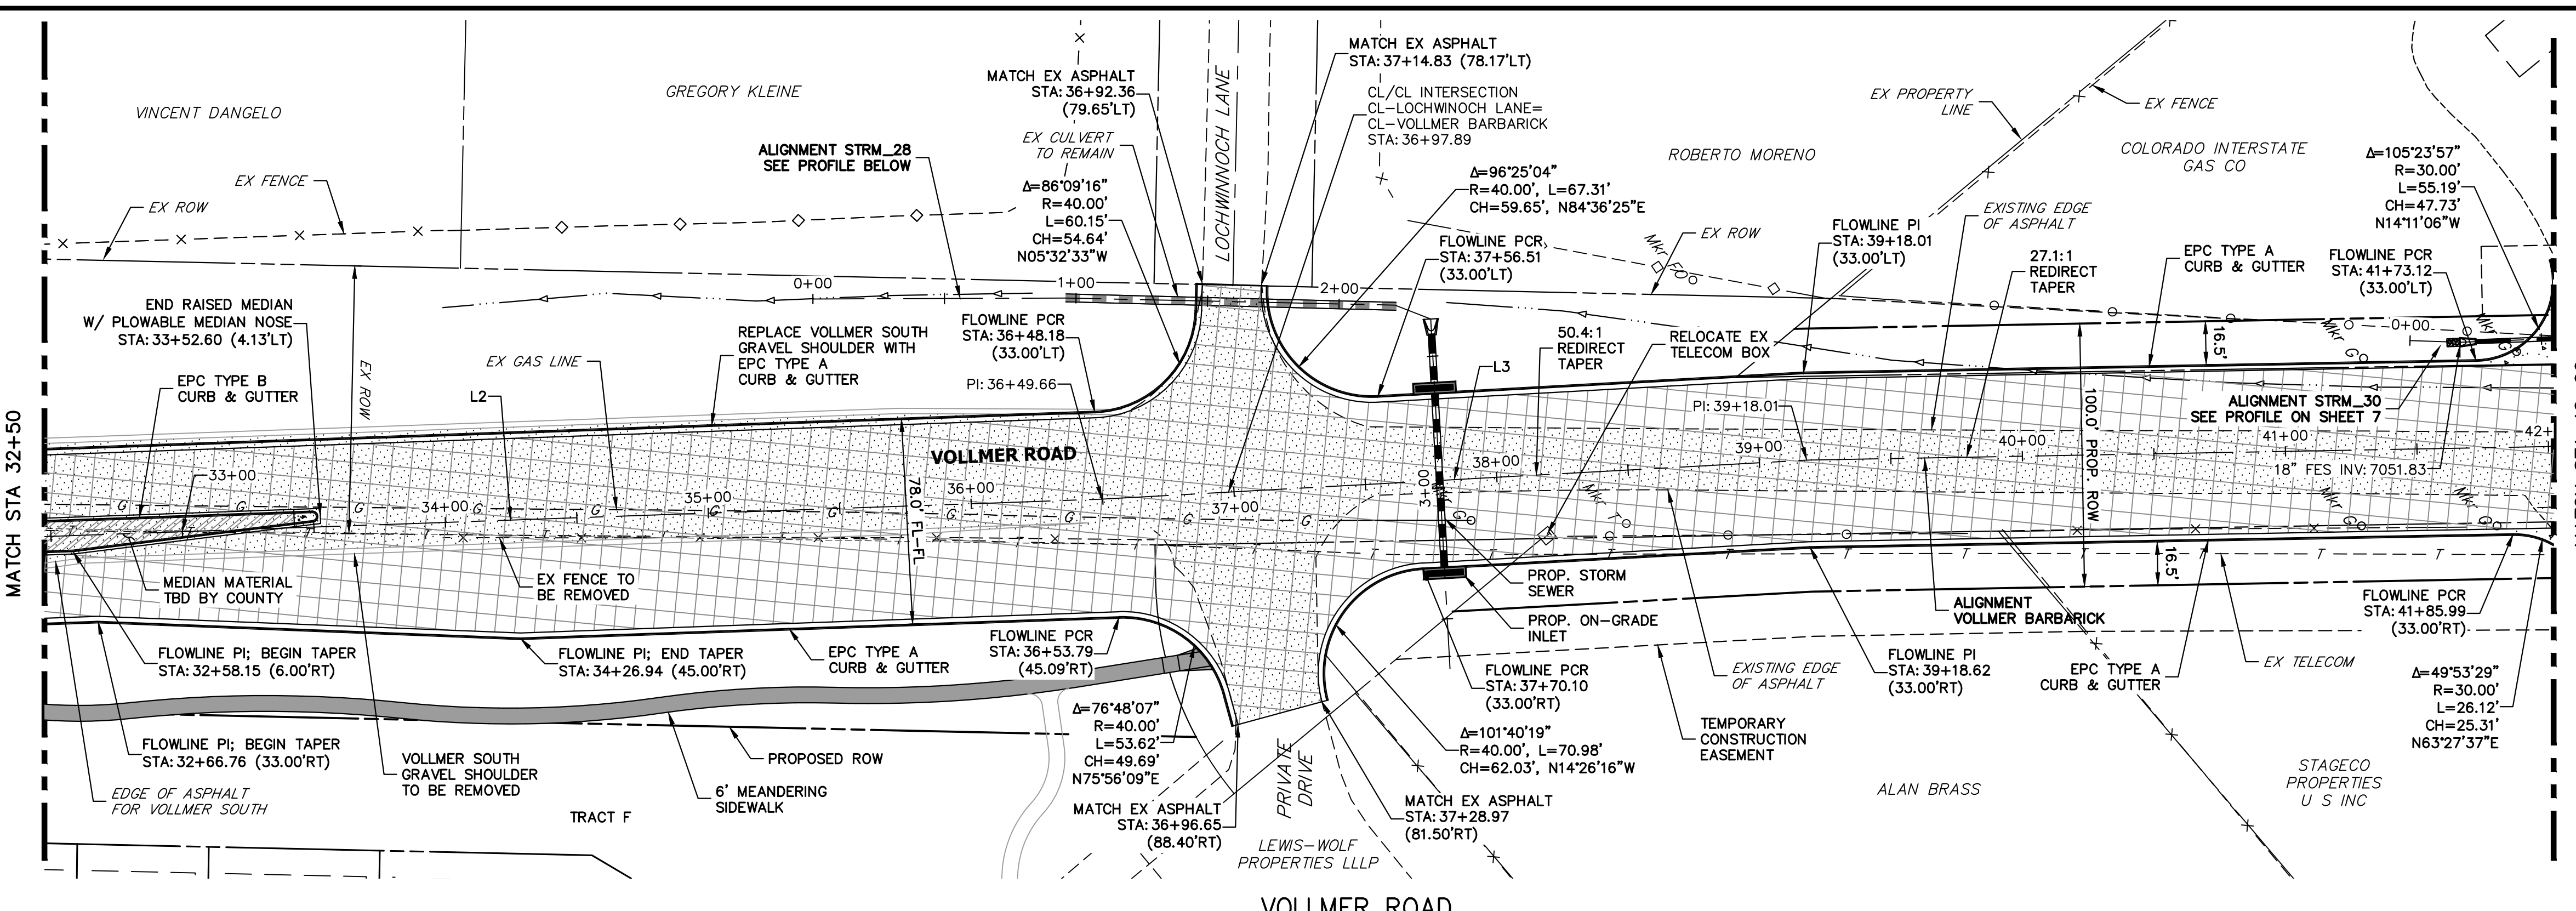 MATCH STA 32+50
VINCENT DANGELO
GREGORY KLEINE
EX ROW
EX FENCE
ALIGNMENT STRM_28
SEE PROFILE BELOW
MATCH EX ASPHALT
STA: 36+92.36
(79.65'LT)
EX CULVERT
TO REMAIN
Δ=86°09'16"
R=40.00'
L=60.15'
CH=54.64'
N05°32'33"W
LOCHWINNOCH LANE
MATCH EX ASPHALT
STA: 37+14.83 (78.17'LT)
CL/CL INTERSECTION
CL-LOCHWINOCH LANE=
CL-VOLLMER BARBARICK
STA: 36+97.89
Δ=96°25'04"
R=40.00', L=67.31'
CH=59.65', N84°36'25"E
FLOWLINE PCR
STA: 37+56.51
(33.00'LT)
ROBERTO MORENO
EX ROW
Mkr FO
EX PROPERTY
LINE
EX FENCE
FLOWLINE PI
STA: 39+18.01
(33.00'LT)
EXISTING EDGE
OF ASPHALT
27.1:1
REDIRECT
TAPER
COLORADO INTERSTATE
GAS CO
EPC TYPE A
CURB & GUTTER
Δ=105°23'57"
R=30.00'
L=55.19'
CH=47.73'
N14°11'06"W
FLOWLINE PCR
STA: 41+73.12
(33.00'LT)
END RAISED MEDIAN
W/ PLOWABLE MEDIAN NOSE
STA: 33+52.60 (4.13'LT)
EX ROW
EPC TYPE B
CURB & GUTTER
EX GAS LINE
L2
REPLACE VOLLMER SOUTH
GRAVEL SHOULDER WITH
EPC TYPE A
CURB & GUTTER
0+00
1+00
2+00
FLOWLINE PCR
STA: 36+48.18
(33.00'LT)
PI: 36+49.66
50.4:1
REDIRECT
TAPER
RELOCATE EX
TELECOM BOX
L3
PI: 39+18.01
16.5'
0+00
Mkr G
Mkr G
ALIGNMENT STRM_30
SEE PROFILE ON SHEET 7
18" FES INV: 7051.83
100.0' PROP. ROW
VOLLMER ROAD
78.0' FL-FL
33+00
34+00
35+00
36+00
37+00
38+00
39+00
40+00
41+00
42+
3+00
G G G G G G G G G G G
Mkr T
Mkr G
Mkr G
T T T T T T T
16.5'
MEDIAN MATERIAL
TBD BY COUNTY
EX FENCE TO
BE REMOVED
PROP. STORM
SEWER
PROP. ON-GRADE
INLET
ALIGNMENT
VOLLMER BARBARICK
FLOWLINE PI; BEGIN TAPER
STA: 32+58.15 (6.00'RT)
FLOWLINE PI; END TAPER
STA: 34+26.94 (45.00'RT)
EPC TYPE A
CURB & GUTTER
FLOWLINE PCR
STA: 36+53.79
(45.09'RT)
FLOWLINE PCR
STA: 37+70.10
(33.00'RT)
EXISTING EDGE
OF ASPHALT
FLOWLINE PI
STA: 39+18.62
(33.00'RT)
EPC TYPE A
CURB & GUTTER
EX TELECOM
FLOWLINE PCR
STA: 41+85.99
(33.00'RT)
Δ=49°53'29"
R=30.00'
L=26.12'
CH=25.31'
N63°27'37"E
FLOWLINE PI; BEGIN TAPER
STA: 32+66.76 (33.00'RT)
EDGE OF ASPHALT
FOR VOLLMER SOUTH
VOLLMER SOUTH
GRAVEL SHOULDER
TO BE REMOVED
PROPOSED ROW
6' MEANDERING
SIDEWALK
TRACT F
Δ=76°48'07"
R=40.00'
L=53.62'
CH=49.69'
N75°56'09"E
MATCH EX ASPHALT
STA: 36+96.65
(88.40'RT)
PRIVATE
DRIVE
Δ=101°40'19"
R=40.00', L=70.98'
CH=62.03', N14°26'16"W
MATCH EX ASPHALT
STA: 37+28.97
(81.50'RT)
LEWIS-WOLF
PROPERTIES LLLP
TEMPORARY
CONSTRUCTION
EASEMENT
ALAN BRASS
STAGECO
PROPERTIES
U S INC
VOLLMER ROAD